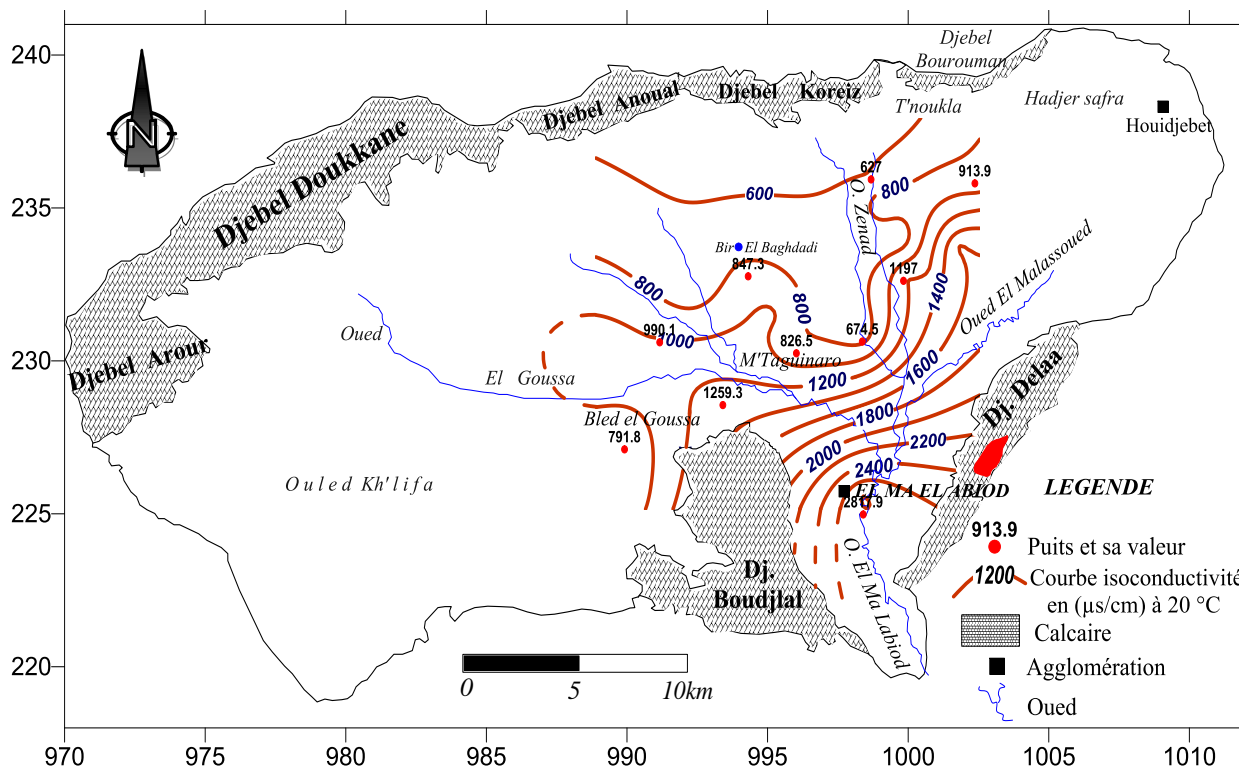 240
235
230
225
220
970
975
980
985
990
995
1000
1005
1010
N
Djebel
Bourouman
Djebel Anoual
Djebel Koreiz
T'noukla
Hadjer safra
Houidjebet
Djebel Doukkane
Djebel Arour
627
913.9
600
800
O. Zenad
Bir El Baghdadi
847.3
1197
800
800
1400
Oued El Malassoued
Oued
990.1
1000
674.5
826.5
M'Taguinaro
El Goussa
1200
1600
1259.3
Bled el Goussa
1800
Dj. Delaa
791.8
2200
2000
2400
Ouled Kh'lifa
EL MA EL ABIOD
O. El Ma Labiod
Dj.
Boudjlal
0 5 10km
LEGENDE
913.9
Puits et sa valeur
1200 Courbe isoconductivité
en (µs/cm) à 20 °C
Calcaire
Agglomération
Oued